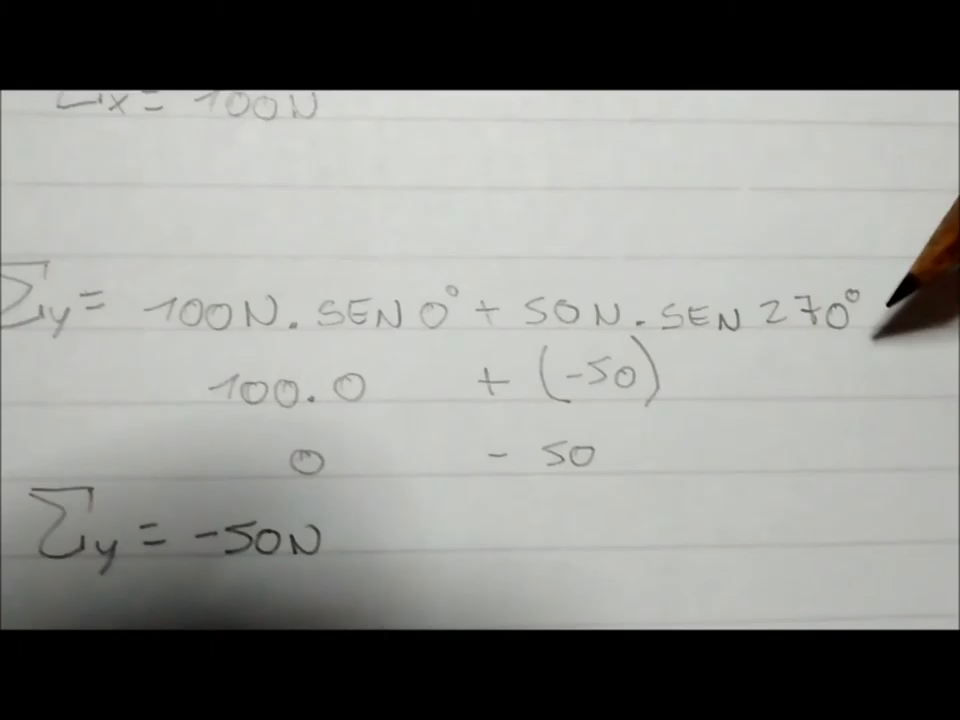 Σx = 100N
Σy = 100N. SEN 0° + 50N. SEN 270°
100.0 + (-50)
0 - 50
Σy = -50N